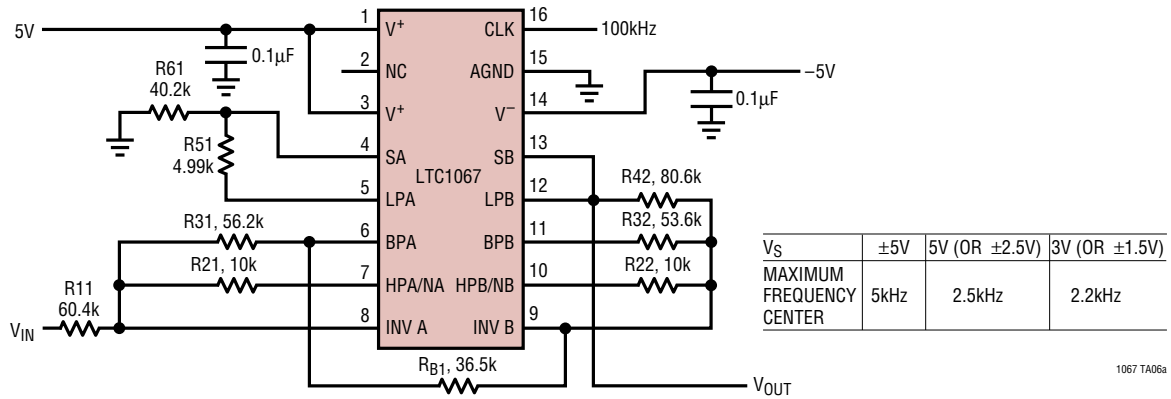 1 V+ CLK 16
5V 100kHz
0.1µF
2 NC AGND 15
R61
40.2k
–5V
0.1µF
3 V+ V– 14
R51
4.99k
4 SA SB 13
LTC1067
5 LPA LPB 12
R42, 80.6k
R31, 56.2k
6 BPA BPB 11
R32, 53.6k
R21, 10k
7 HPA/NA HPB/NB 10
R22, 10k
R11
60.4k
VIN
8 INV A INV B 9
RB1, 36.5k
VOUT
VS ±5V 5V (OR ±2.5V) 3V (OR ±1.5V)
MAXIMUM
FREQUENCY 5kHz 2.5kHz 2.2kHz
CENTER
1067 TA06a